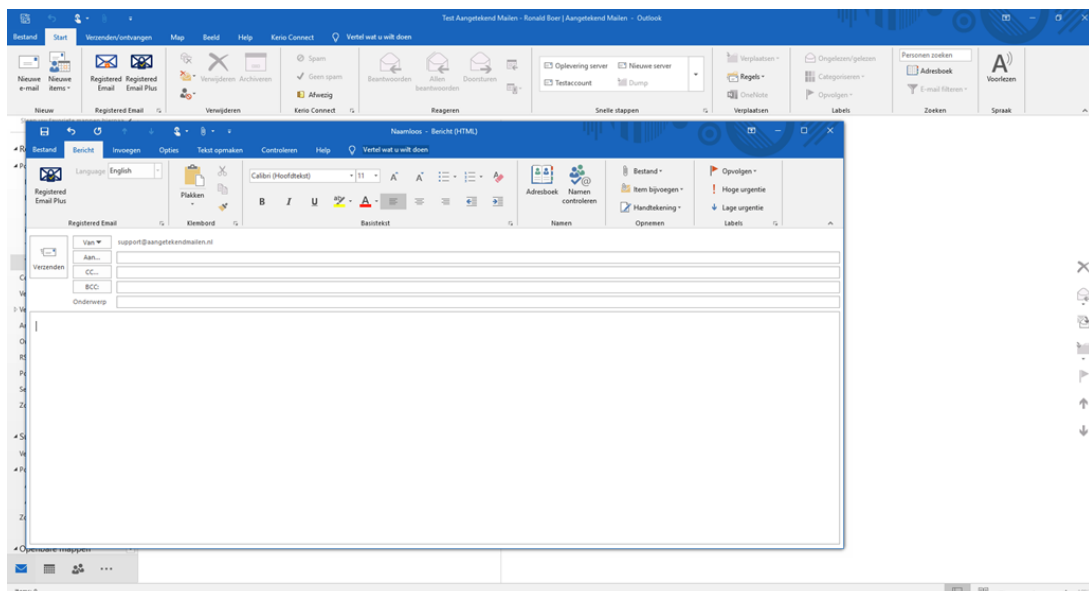 Test Aangetekend Mailen - Ronald Boer | Aangetekend Mailen - Outlook
Bestand Start Verzenden/ontvangen Map Beeld Help Kerio Connect Vertel wat u wilt doen
Spam Opleveing server Nieuwe server Verplaatsen Ongelezen/gelezen Personen zoeken
Nieuwe e-mail Nieuwe items Registered Email Registered Email Plus Verwijderen Archiveren Geen spam Beantwoorden Allen beantwoorden Doorsturen Testaccount Dump Regels Categoriseren Adresboek Voorlezen
Afwezig OneNote Opvolgen E-mail filteren
Nieuw Registered Email Verwijderen Kerio Connect Reageren Snelle stappen Verplaatsen Labels Zoeken Spraak
Naamloos - Bericht (HTML)
Bestand Bericht Invoegen Opties Tekst opmaken Controleren Help Vertel wat u wilt doen
Registered Email Plus Language English Plakken Calibri (Hoofdtekst) 11 Adresboek Namen controleren Bestand Opvolgen
Item bijvoegen Hoge urgentie
B I U A Handtekening Lage urgentie
Registered Email Klembord Basistekst Namen Opnemen Labels
Verzenden
Van support@aangetekendmailen.nl
Aan...
CC...
BCC:
Onderwerp
Openbare mappen